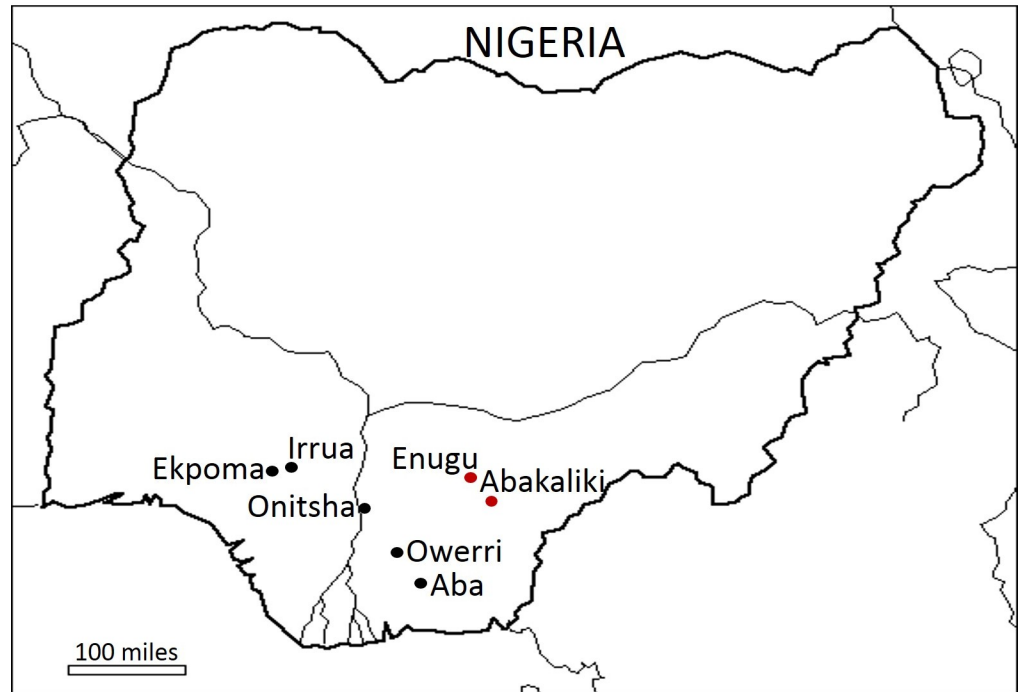 NIGERIA
Irrua
Ekpoma
Enugu
Abakaliki
Onitsha
Owerri
Aba
100 miles